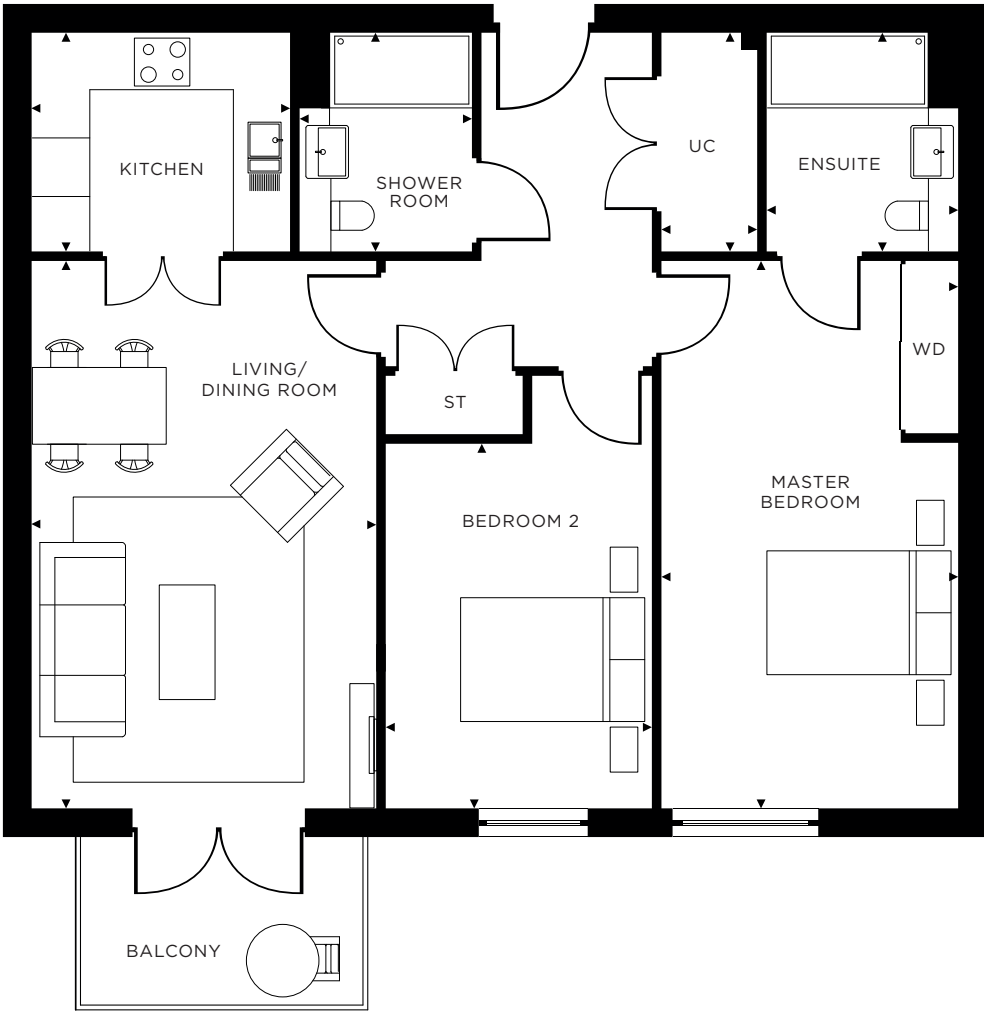 KITCHEN
SHOWER
ROOM
UC
ENSUITE
LIVING/
DINING ROOM
ST
WD
MASTER
BEDROOM
BEDROOM 2
BALCONY